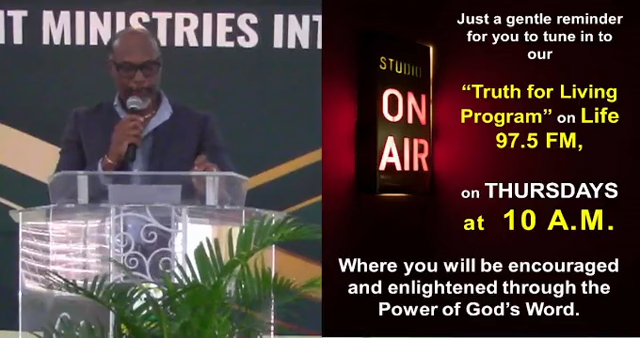 IT MINISTRIES INT
Just a gentle reminder
for you to tune in to
our
“Truth for Living
Program” on Life
97.5 FM,
STUDIO
ON
AIR
on THURSDAYS
at 10 A.M.
Where you will be encouraged
and enlightened through the
Power of God’s Word.